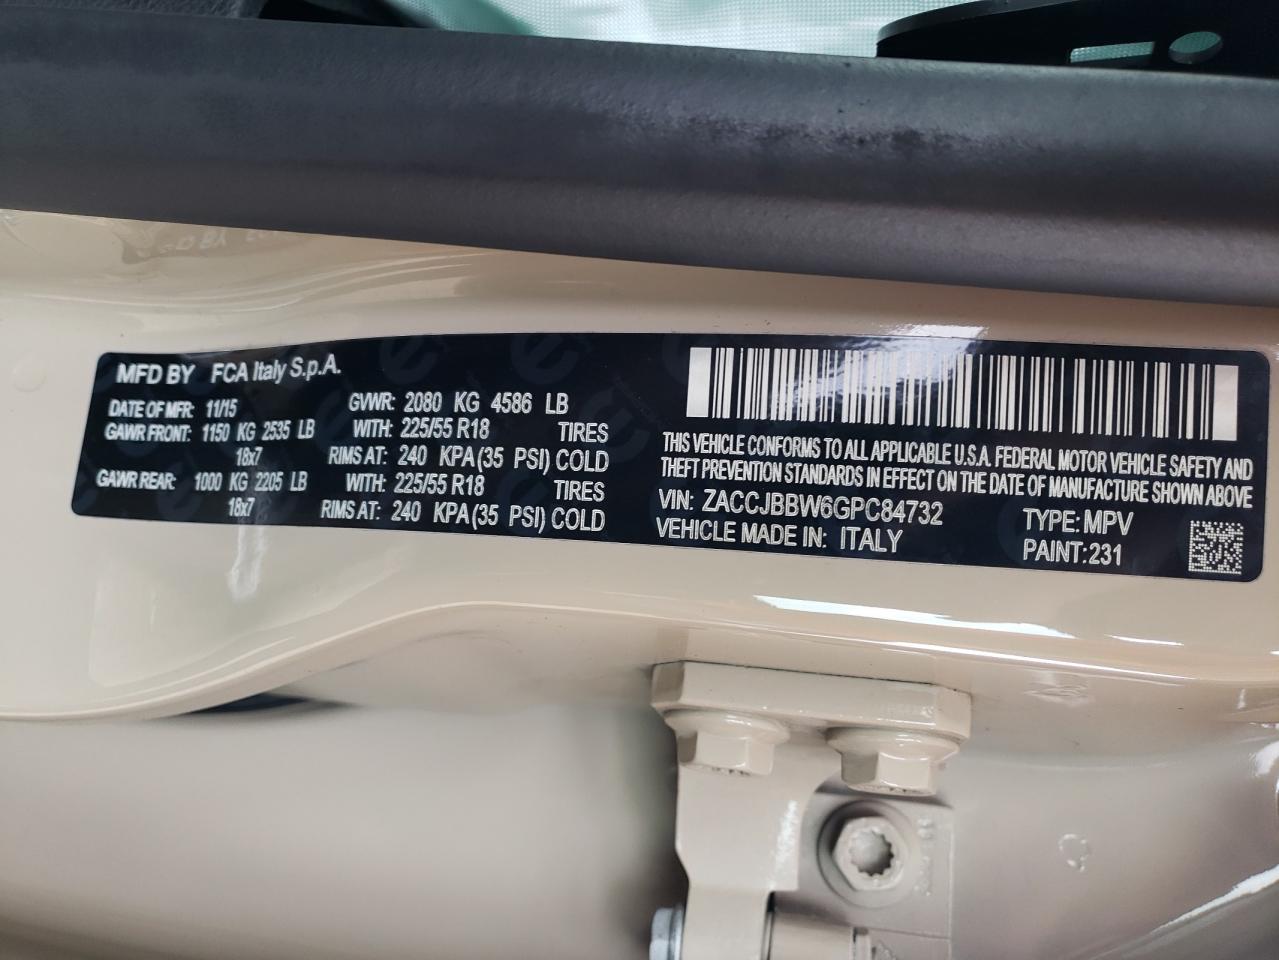 MFD BY FCA Italy S.p.A.
DATE OF MFR: 11/15 GVWR: 2080 KG 4586 LB
GAWR FRONT: 1150 KG 2535 LB WITH: 225/55 R18 TIRES
18x7 RIMS AT: 240 KPA(35 PSI) COLD
GAWR REAR: 1000 KG 2205 LB WITH: 225/55 R18 TIRES
18x7 RIMS AT: 240 KPA(35 PSI) COLD
THIS VEHICLE CONFORMS TO ALL APPLICABLE U.S.A. FEDERAL MOTOR VEHICLE SAFETY AND
THEFT PREVENTION STANDARDS IN EFFECT ON THE DATE OF MANUFACTURE SHOWN ABOVE
VIN: ZACCJBBW6GPC84732 TYPE: MPV
VEHICLE MADE IN: ITALY PAINT:231